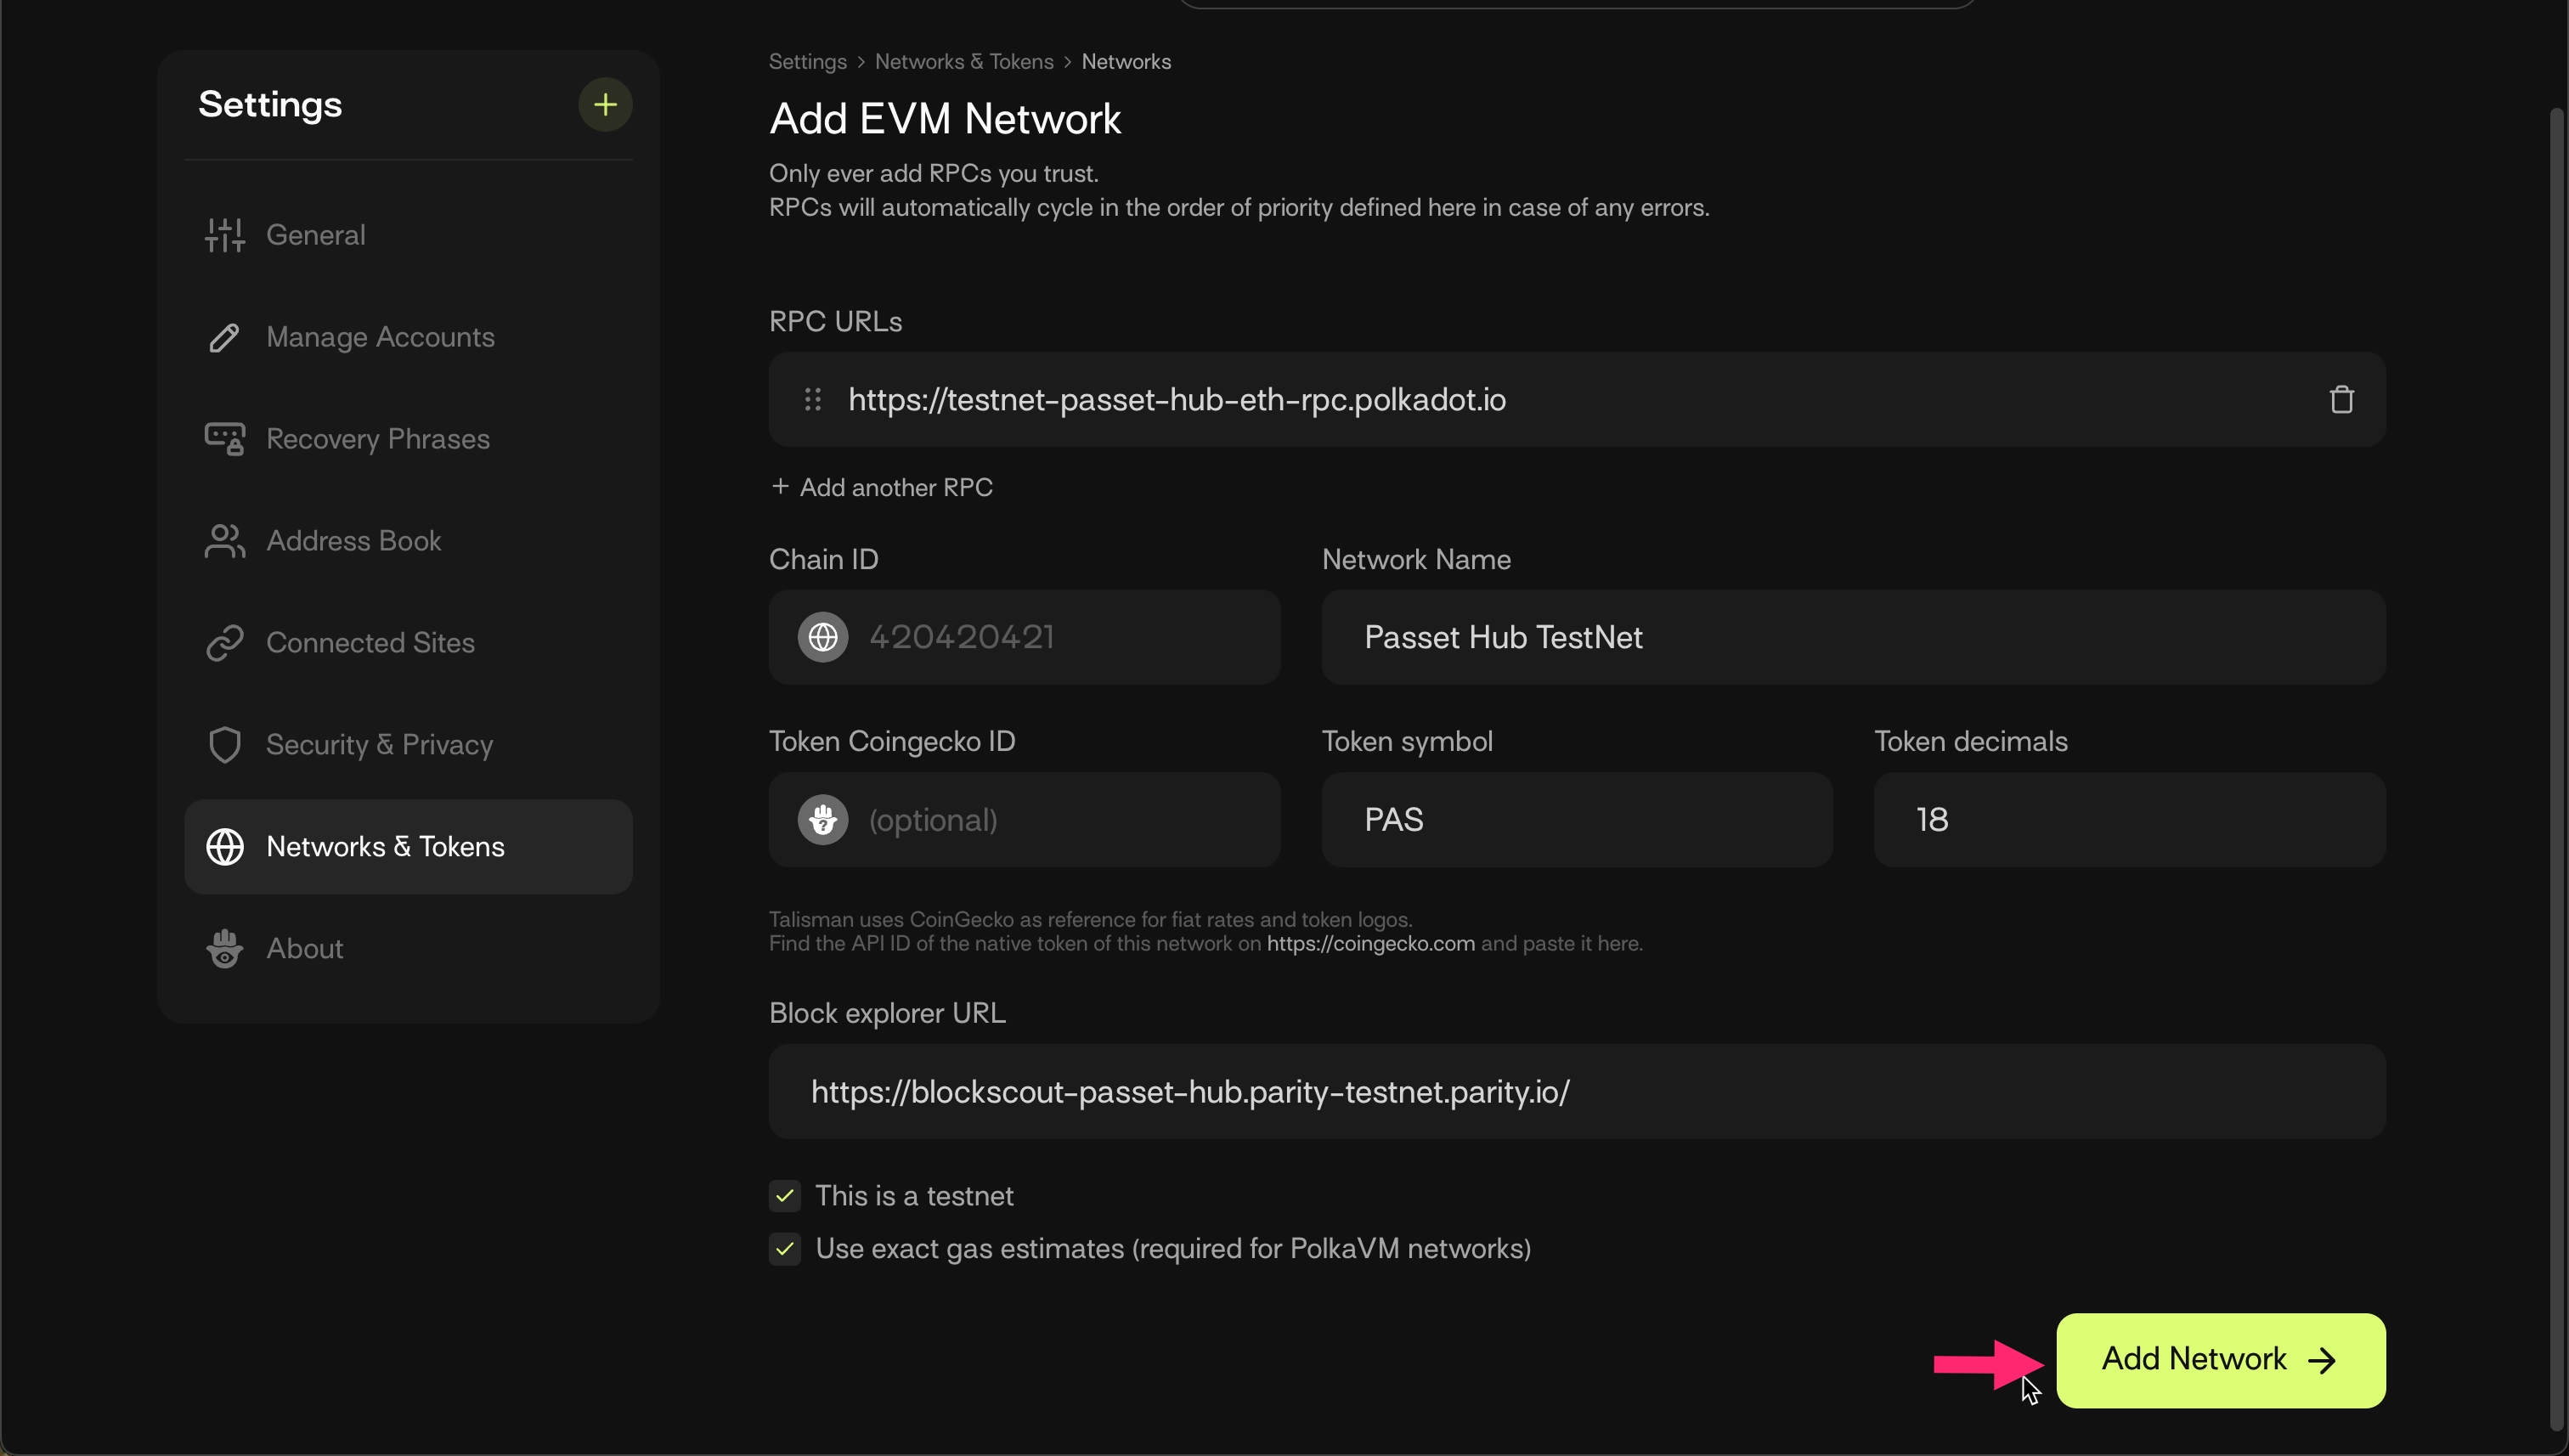 Settings
General
Manage Accounts
Recovery Phrases
Address Book
Connected Sites
Security & Privacy
Networks & Tokens
About
Settings > Networks & Tokens > Networks
Add EVM Network
Only ever add RPCs you trust.
RPCs will automatically cycle in the order of priority defined here in case of any errors.
RPC URLs
https://testnet-passet-hub-eth-rpc.polkadot.io
+ Add another RPC
Chain ID
420420421
Network Name
Passet Hub TestNet
Token Coingecko ID
(optional)
Token symbol
PAS
Token decimals
18
Talisman uses CoinGecko as reference for fiat rates and token logos.
Find the API ID of the native token of this network on https://coingecko.com and paste it here.
Block explorer URL
https://blockscout-passet-hub.parity-testnet.parity.io/
This is a testnet
Use exact gas estimates (required for PolkaVM networks)
Add Network →